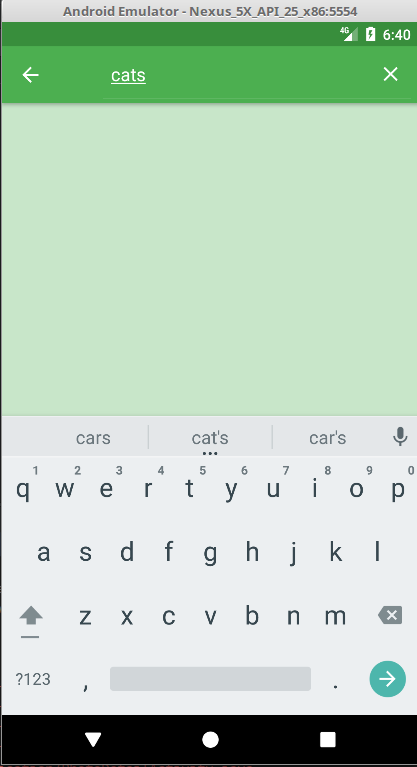 Android Emulator - Nexus_5X_API_25_x86:5554
4G 6:40
cats
cars cat's car's
1 2 3 4 5 6 7 8 9 0
q w e r t y u i o p
a s d f g h j k l
z x c v b n m
?123 , .